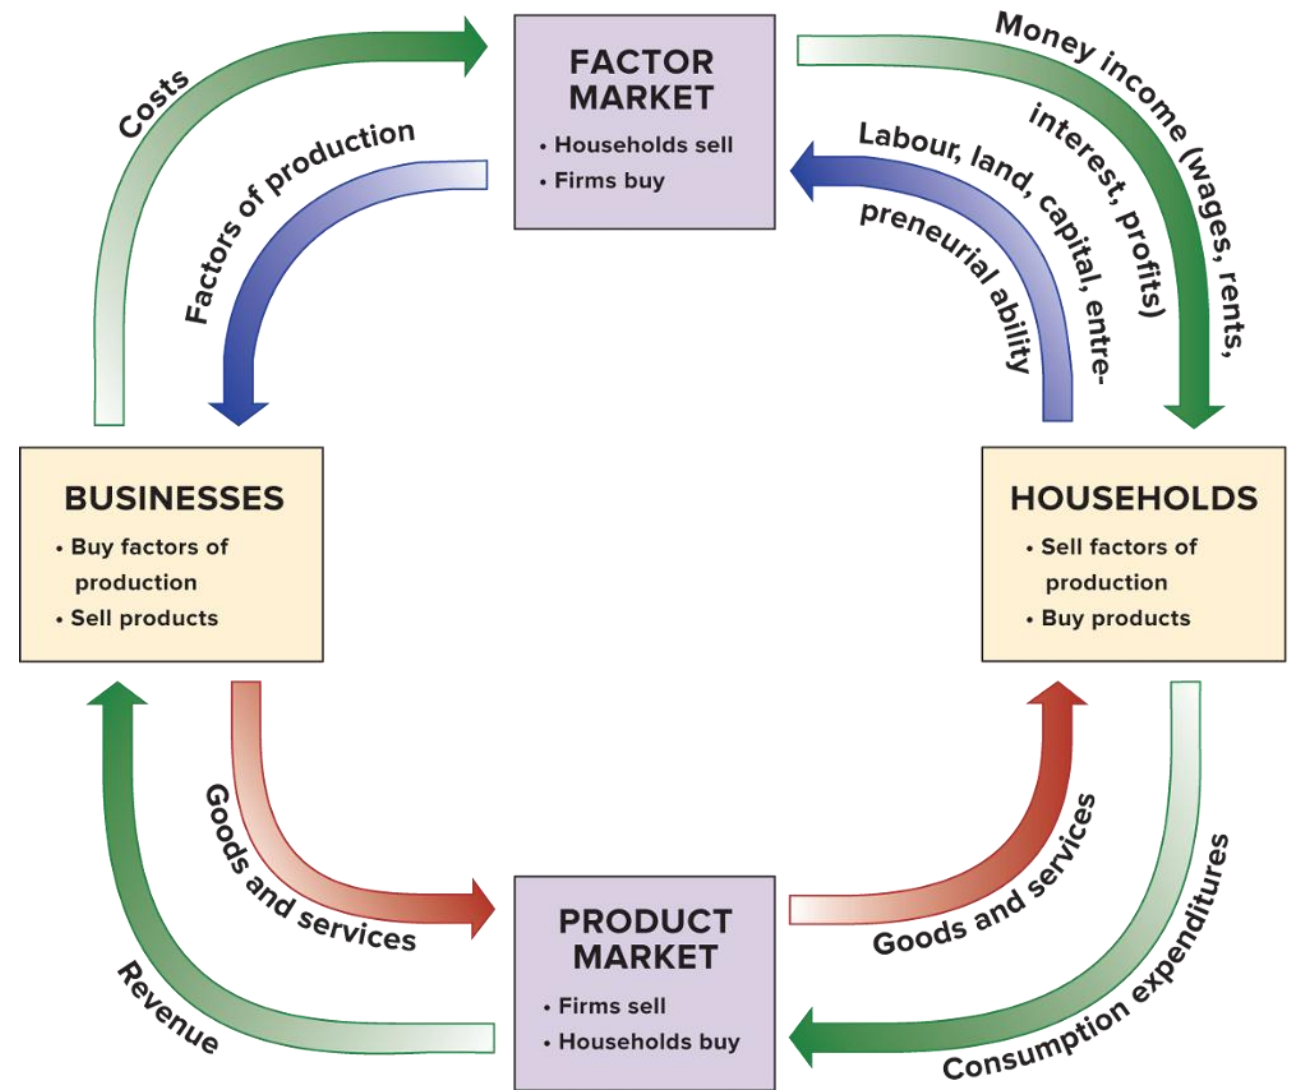 FACTOR
MARKET
• Households sell
• Firms buy
Costs
Factors of production
Money income (wages, rents,
interest, profits)
Labour, land, capital, entre-
preneurial ability
BUSINESSES
• Buy factors of
production
• Sell products
HOUSEHOLDS
• Sell factors of
production
• Buy products
Goods and services
Revenue
PRODUCT
MARKET
• Firms sell
• Households buy
Goods and services
Consumption expenditures